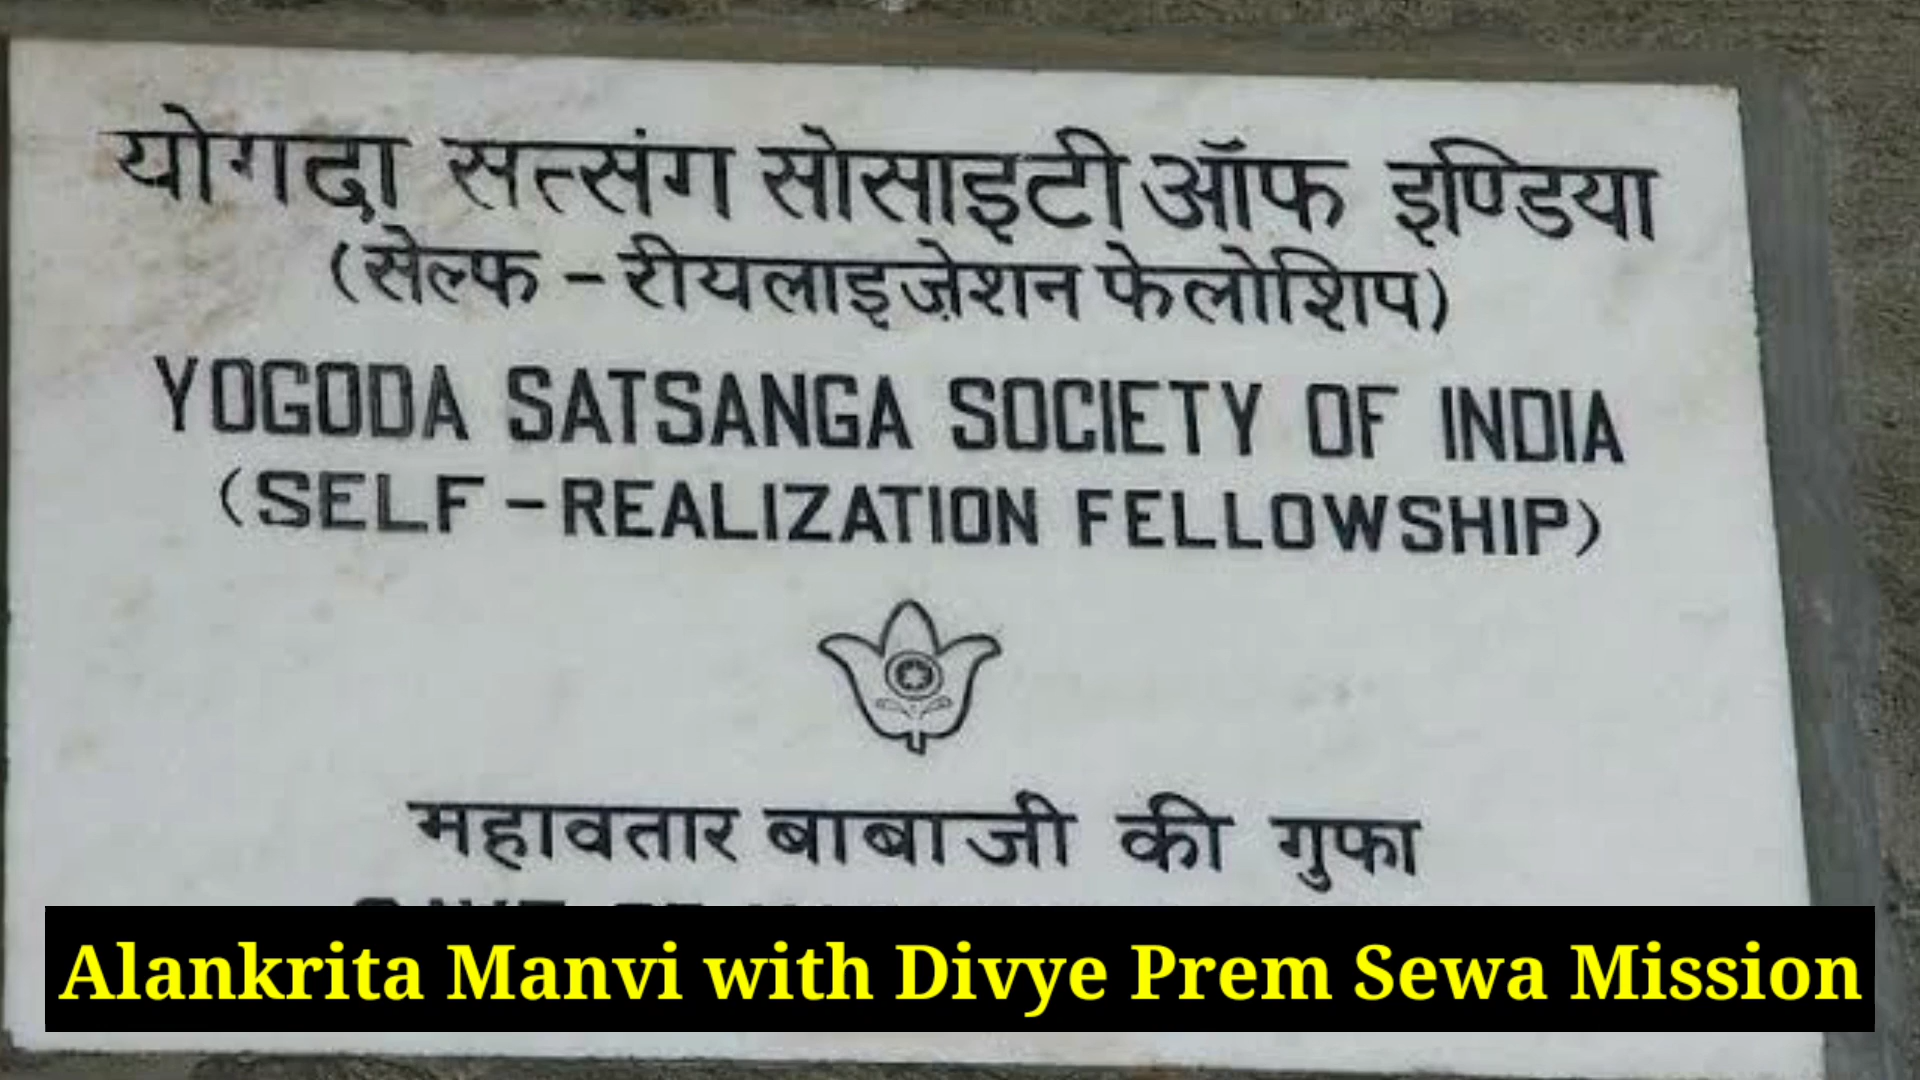 योगदा सत्संग सोसाइटी ऑफ इण्डिया
(सेल्फ - रीयलाइज़ेशन फेलोशिप)
YOGODA SATSANGA SOCIETY OF INDIA
(SELF-REALIZATION FELLOWSHIP)
महावतार बाबाजी की गुफा
Alankrita Manvi with Divye Prem Sewa Mission